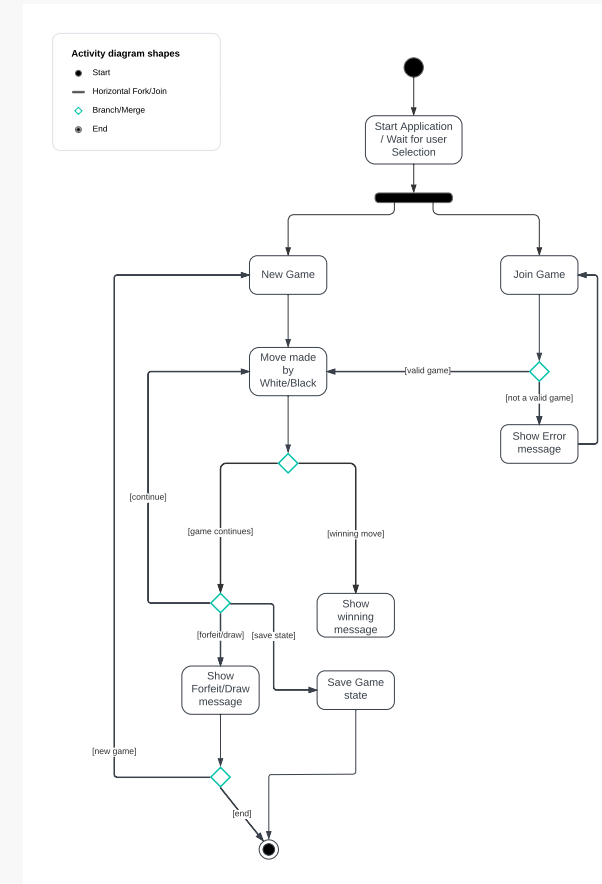 Activity diagram shapes
Start
Horizontal Fork/Join
Branch/Merge
End
Start Application
/ Wait for user
Selection
New Game
Join Game
Move made
by
White/Black
[valid game]
[not a valid game]
Show Error
message
[continue]
[game continues]
[winning move]
Show
winning
message
[forfeit/draw]
[save state]
Show
Forfeit/Draw
message
Save Game
state
[new game]
[end]